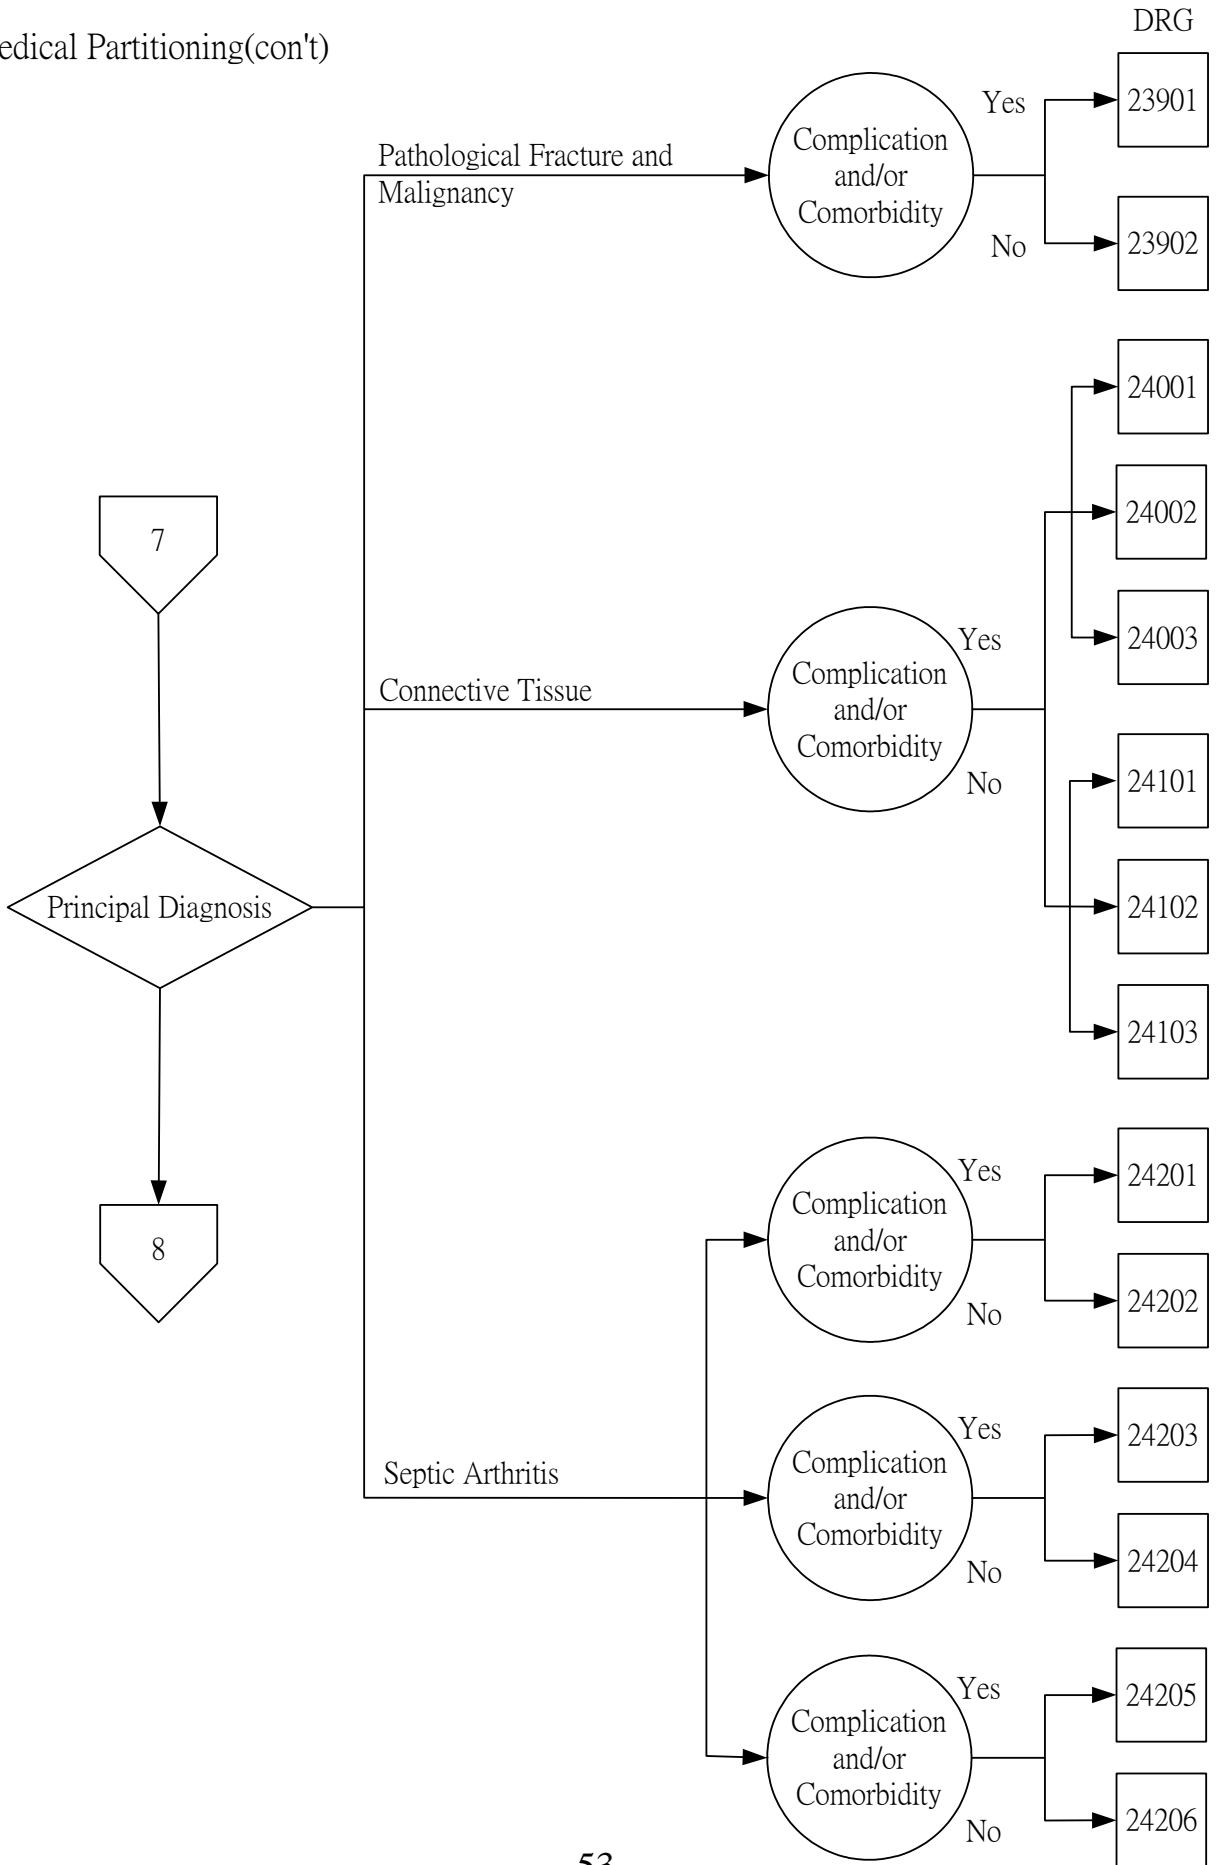 DRG
edical Partitioning(con't)
Pathological Fracture and
Malignancy
Complication
and/or
Comorbidity
Yes
No
23901
23902
7
Connective Tissue
Complication
and/or
Comorbidity
Yes
No
24001
24002
24003
24101
24102
24103
Principal Diagnosis
8
Septic Arthritis
Complication
and/or
Comorbidity
Yes
No
24201
24202
Complication
and/or
Comorbidity
Yes
No
24203
24204
Complication
and/or
Comorbidity
Yes
No
24205
24206
53